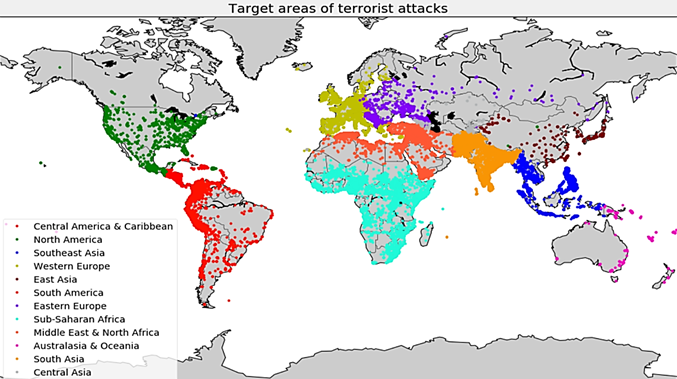 Target areas of terrorist attacks
Central America & Caribbean
North America
Southeast Asia
Western Europe
East Asia
South America
Eastern Europe
Sub-Saharan Africa
Middle East & North Africa
Australasia & Oceania
South Asia
Central Asia